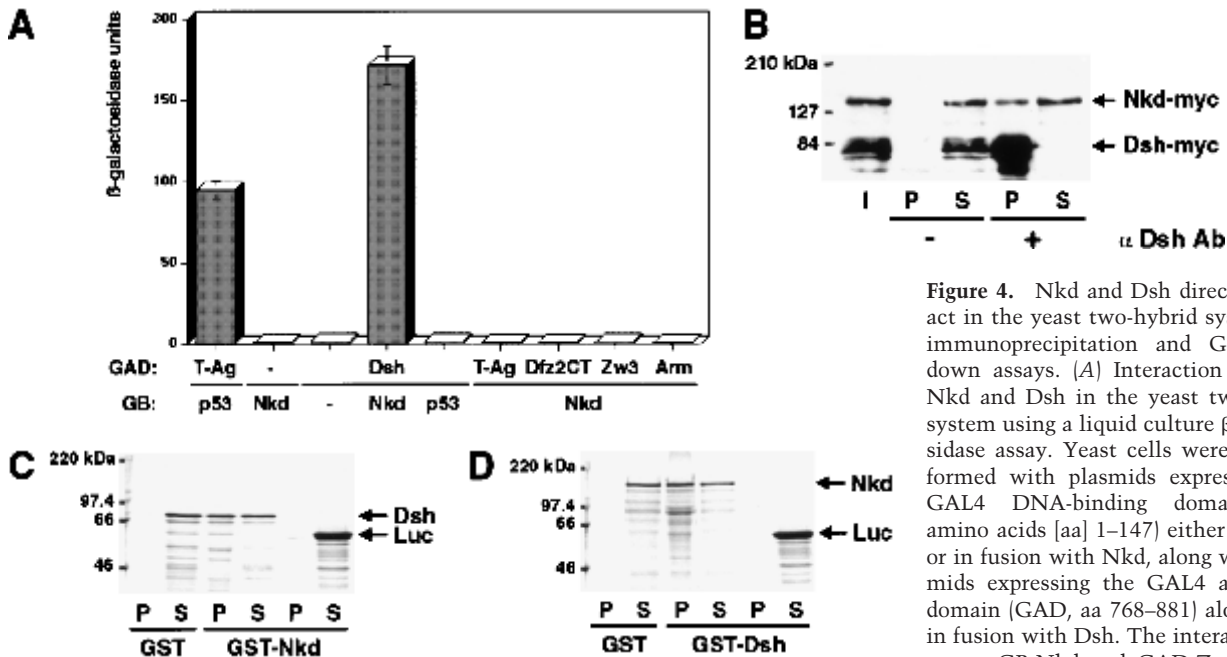 A
ß-galactosidase units
200
150
100
50
0
GAD: T-Ag - Dsh T-Ag Dfz2CT Zw3 Arm
GB: p53 Nkd - Nkd p53 Nkd
B
210 kDa
127
84
Nkd-myc
Dsh-myc
I P S P S
- + α Dsh Ab
Figure 4. Nkd and Dsh direc
act in the yeast two-hybrid sy
immunoprecipitation and G
down assays. (A) Interaction
Nkd and Dsh in the yeast tw
system using a liquid culture β
sidase assay. Yeast cells were
formed with plasmids expres
GAL4 DNA-binding doma
amino acids [aa] 1–147) either
or in fusion with Nkd, along w
mids expressing the GAL4 a
domain (GAD, aa 768–881) alo
in fusion with Dsh. The intera
C
220 kDa
97.4
66
46
Dsh
Luc
P S P S P S
GST GST-Nkd
D
220 kDa
97.4
66
46
Nkd
Luc
P S P S P S
GST GST-Dsh